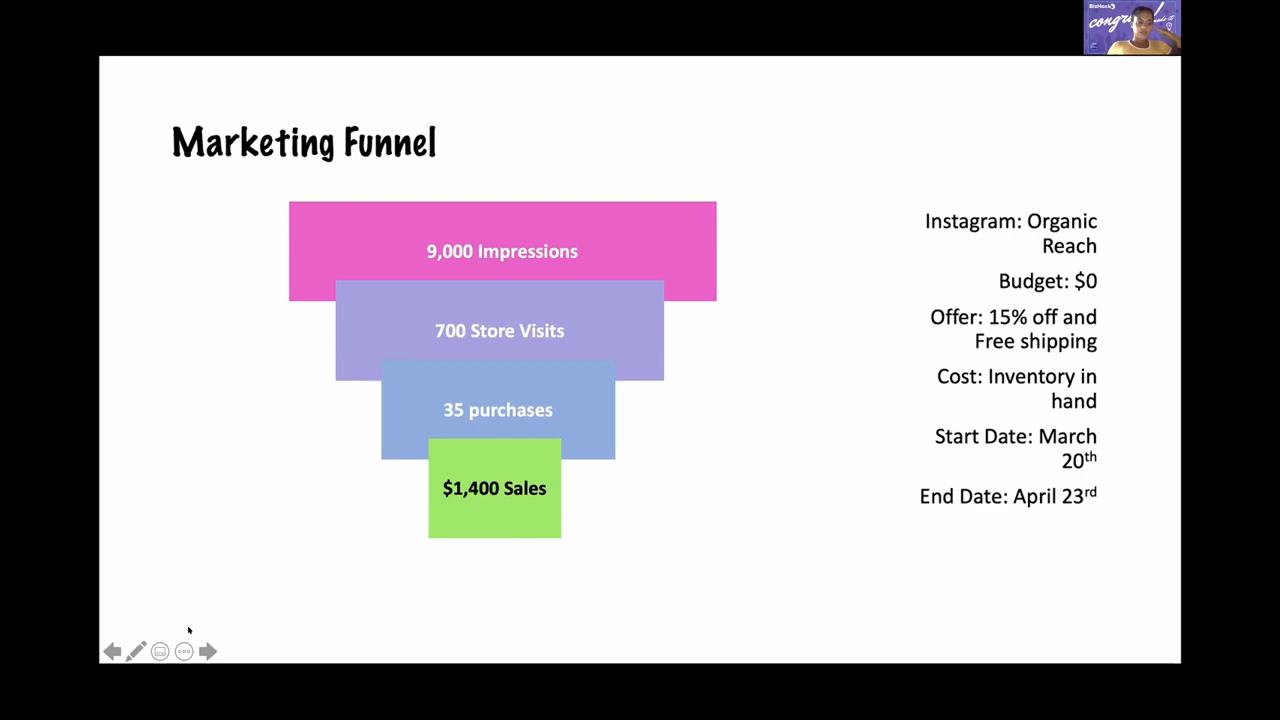 BizHack
Marketing Funnel
9,000 Impressions
700 Store Visits
35 purchases
$1,400 Sales
Instagram: Organic
Reach
Budget: $0
Offer: 15% off and
Free shipping
Cost: Inventory in
hand
Start Date: March
20th
End Date: April 23rd